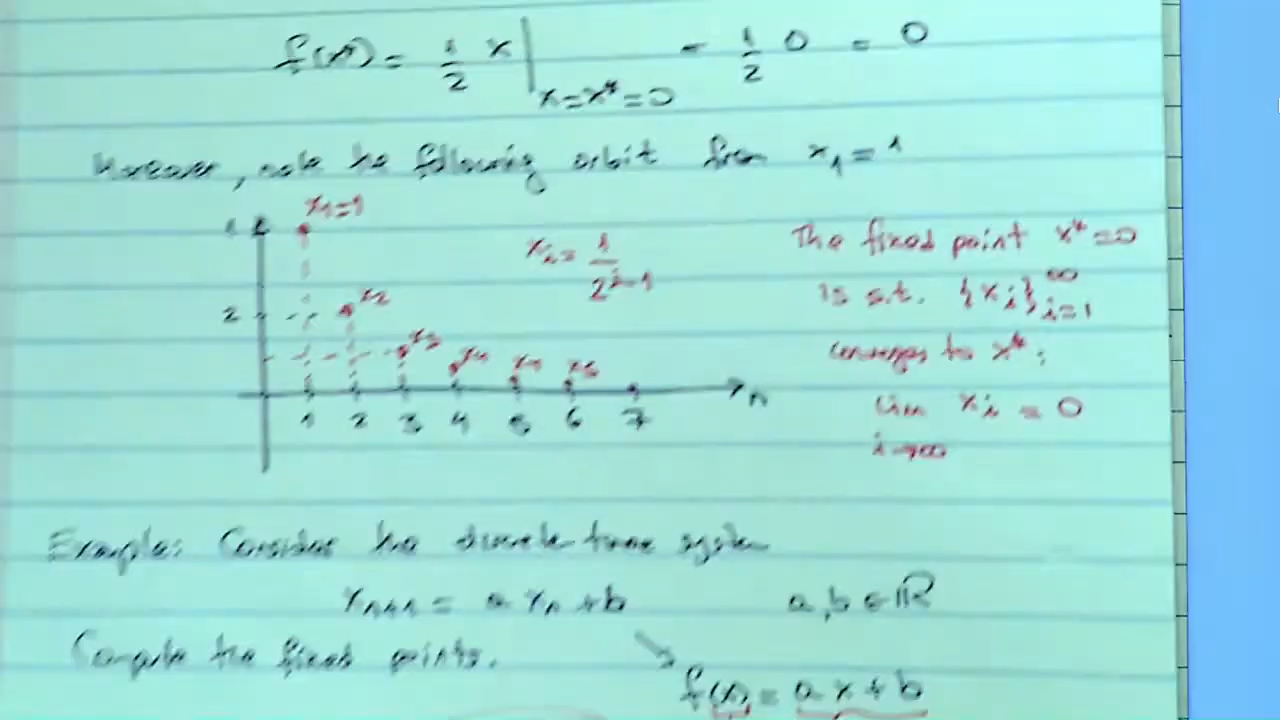 f(x) = 1/2 x | x=x*=0 = 1/2 0 = 0
Moreover, note the following orbit from x₁ = 1
1 x₁=1
2 x₂
x₃ x₄ x₅
xᵢ = 1/2^(i-1)
1 2 3 4 5 6 7 n
The fixed point x* = 0
is s.t. {xᵢ}_{i=1}^∞
converges to x*:
lim xᵢ = 0
i→∞
Example: Consider the discrete time system
xₙ₊₁ = a xₙ + b a, b ∈ ℝ
Compute the fixed points.
f(x) = a x + b